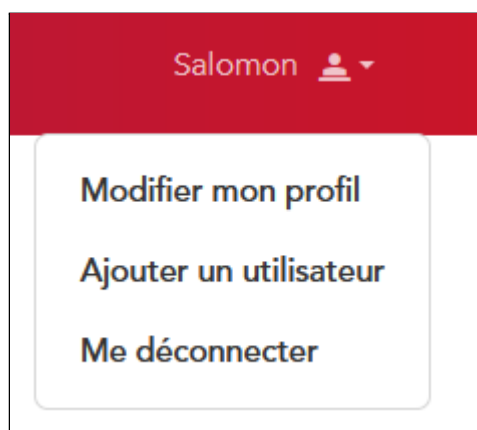 Salomon
Modifier mon profil
Ajouter un utilisateur
Me déconnecter